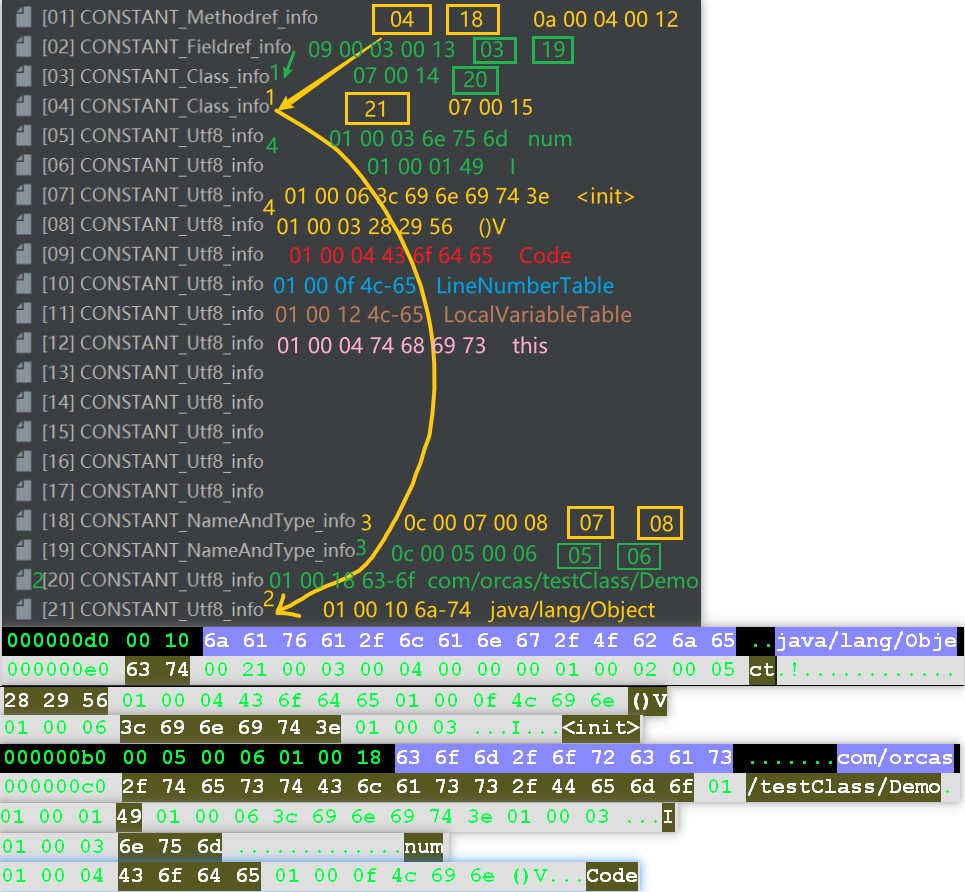 [01] CONSTANT_Methodref_info 04 18 0a 00 04 00 12
[02] CONSTANT_Fieldref_info 09 00 03 00 13 03 19
[03] CONSTANT_Class_info 1 07 00 14 20
[04] CONSTANT_Class_info 1 21 07 00 15
[05] CONSTANT_Utf8_info 4 01 00 03 6e 75 6d num
[06] CONSTANT_Utf8_info 01 00 01 49 I
[07] CONSTANT_Utf8_info 4 01 00 06 3c 69 6e 69 74 3e <init>
[08] CONSTANT_Utf8_info 01 00 03 28 29 56 ()V
[09] CONSTANT_Utf8_info 01 00 04 43 6f 64 65 Code
[10] CONSTANT_Utf8_info 01 00 0f 4c-65 LineNumberTable
[11] CONSTANT_Utf8_info 01 00 12 4c-65 LocalVariableTable
[12] CONSTANT_Utf8_info 01 00 04 74 68 69 73 this
[13] CONSTANT_Utf8_info
[14] CONSTANT_Utf8_info
[15] CONSTANT_Utf8_info
[16] CONSTANT_Utf8_info
[17] CONSTANT_Utf8_info
[18] CONSTANT_NameAndType_info 3 0c 00 07 00 08 07 08
[19] CONSTANT_NameAndType_info 3 0c 00 05 00 06 05 06
2 [20] CONSTANT_Utf8_info 01 00 18 63-6f com/orcas/testClass/Demo
[21] CONSTANT_Utf8_info 2 01 00 10 6a-74 java/lang/Object
000000d0 00 10 6a 61 76 61 2f 6c 61 6e 67 2f 4f 62 6a 65 ..java/lang/Obje
000000e0 63 74 00 21 00 03 00 04 00 00 00 01 00 02 00 05 ct.!............
28 29 56 01 00 04 43 6f 64 65 01 00 0f 4c 69 6e ()V
01 00 06 3c 69 6e 69 74 3e 01 00 03 ...I...<init>
000000b0 00 05 00 06 01 00 18 63 6f 6d 2f 6f 72 63 61 73 .......com/orcas
000000c0 2f 74 65 73 74 43 6c 61 73 73 2f 44 65 6d 6f 01 /testClass/Demo.
01 00 01 49 01 00 06 3c 69 6e 69 74 3e 01 00 03 ...I
01 00 03 6e 75 6d .............num
01 00 04 43 6f 64 65 01 00 0f 4c 69 6e ()V...Code